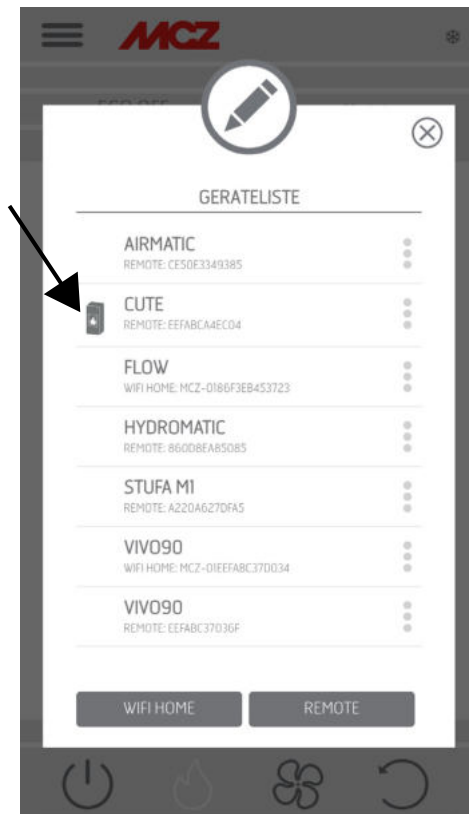 MCZ
GERATELISTE
AIRMATIC
REMOTE: CE50E3349385
CUTE
REMOTE: EEFABCA4EC04
FLOW
WIFI HOME: MCZ-0186F3EB453723
HYDROMATIC
REMOTE: 860D8EA85085
STUFA M1
REMOTE: A220A627DFA5
VIVO90
WIFI HOME: MCZ-01EEFABC37D034
VIVO90
REMOTE: EEFABC37036F
WIFI HOME
REMOTE